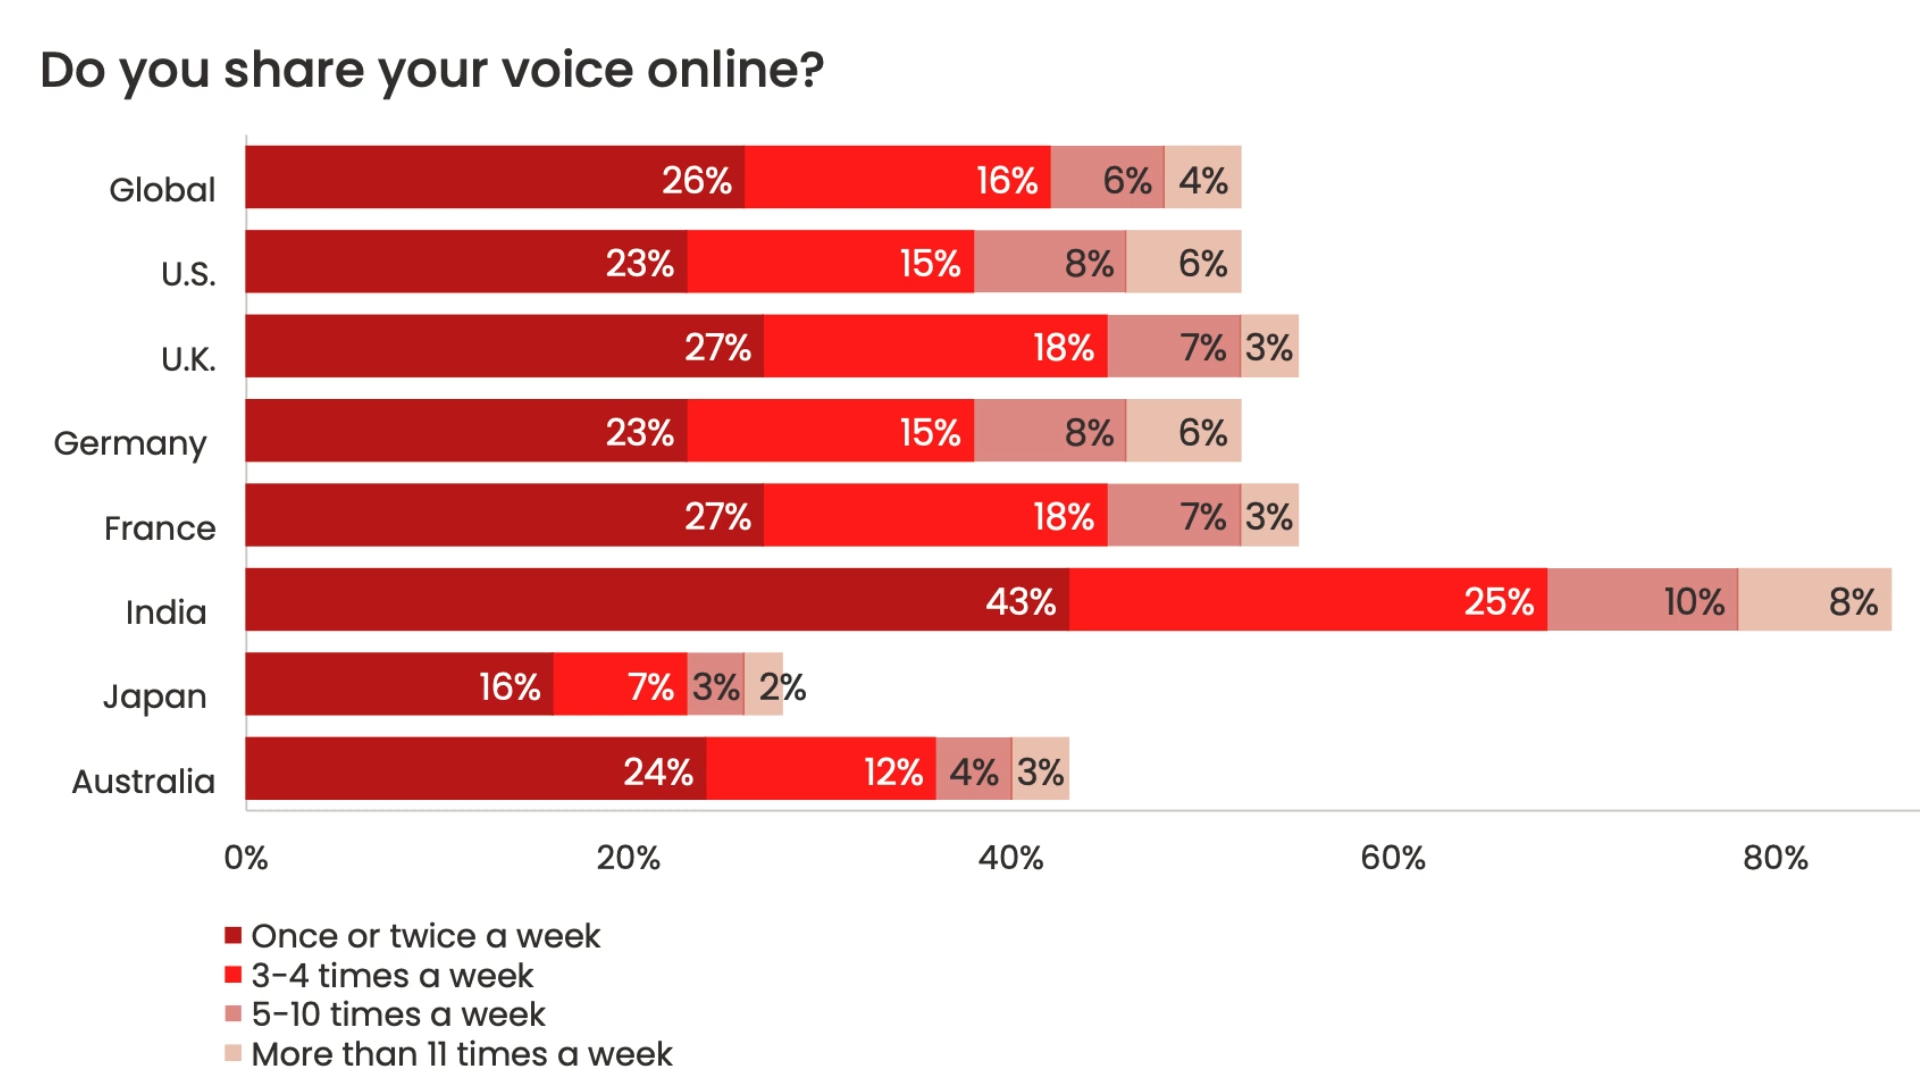 Do you share your voice online?
Global 26% 16% 6% 4%
U.S. 23% 15% 8% 6%
U.K. 27% 18% 7% 3%
Germany 23% 15% 8% 6%
France 27% 18% 7% 3%
India 43% 25% 10% 8%
Japan 16% 7% 3% 2%
Australia 24% 12% 4% 3%
0% 20% 40% 60% 80%
Once or twice a week
3-4 times a week
5-10 times a week
More than 11 times a week